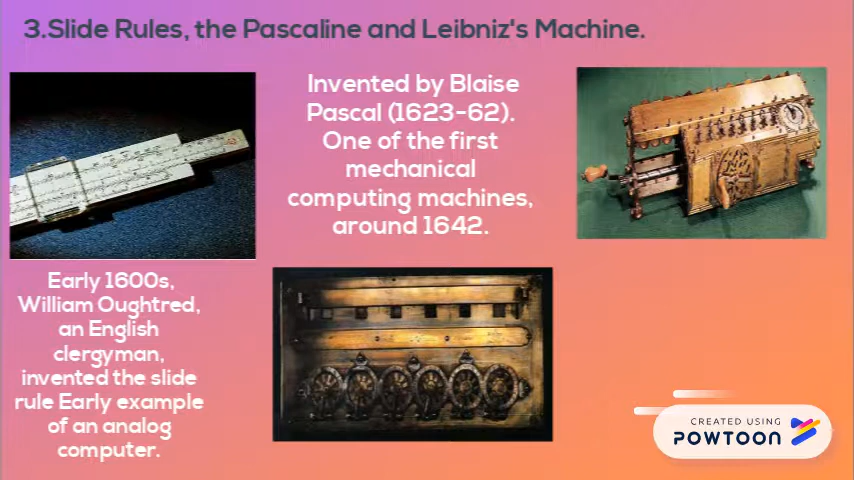 3.Slide Rules, the Pascaline and Leibniz's Machine.
Invented by Blaise
Pascal (1623-62).
One of the first
mechanical
computing machines,
around 1642.
Early 1600s,
William Oughtred,
an English
clergyman,
invented the slide
rule Early example
of an analog
computer.
CREATED USING
POWTOON